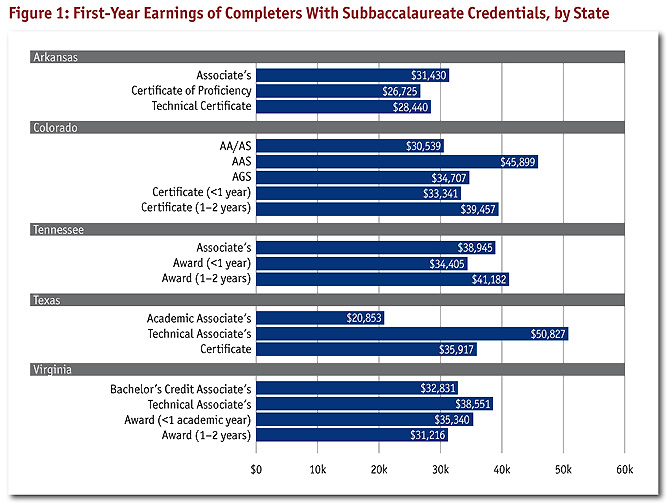 Figure 1: First-Year Earnings of Completers With Subbaccalaureate Credentials, by State
Arkansas
Associate's $31,430
Certificate of Proficiency $26,725
Technical Certificate $28,440
Colorado
AA/AS $30,539
AAS $45,899
AGS $34,707
Certificate (<1 year) $33,341
Certificate (1–2 years) $39,457
Tennessee
Associate's $38,945
Award (<1 year) $34,405
Award (1–2 years) $41,182
Texas
Academic Associate's $20,853
Technical Associate's $50,827
Certificate $35,917
Virginia
Bachelor's Credit Associate's $32,831
Technical Associate's $38,551
Award (<1 academic year) $35,340
Award (1–2 years) $31,216
$0 10k 20k 30k 40k 50k 60k